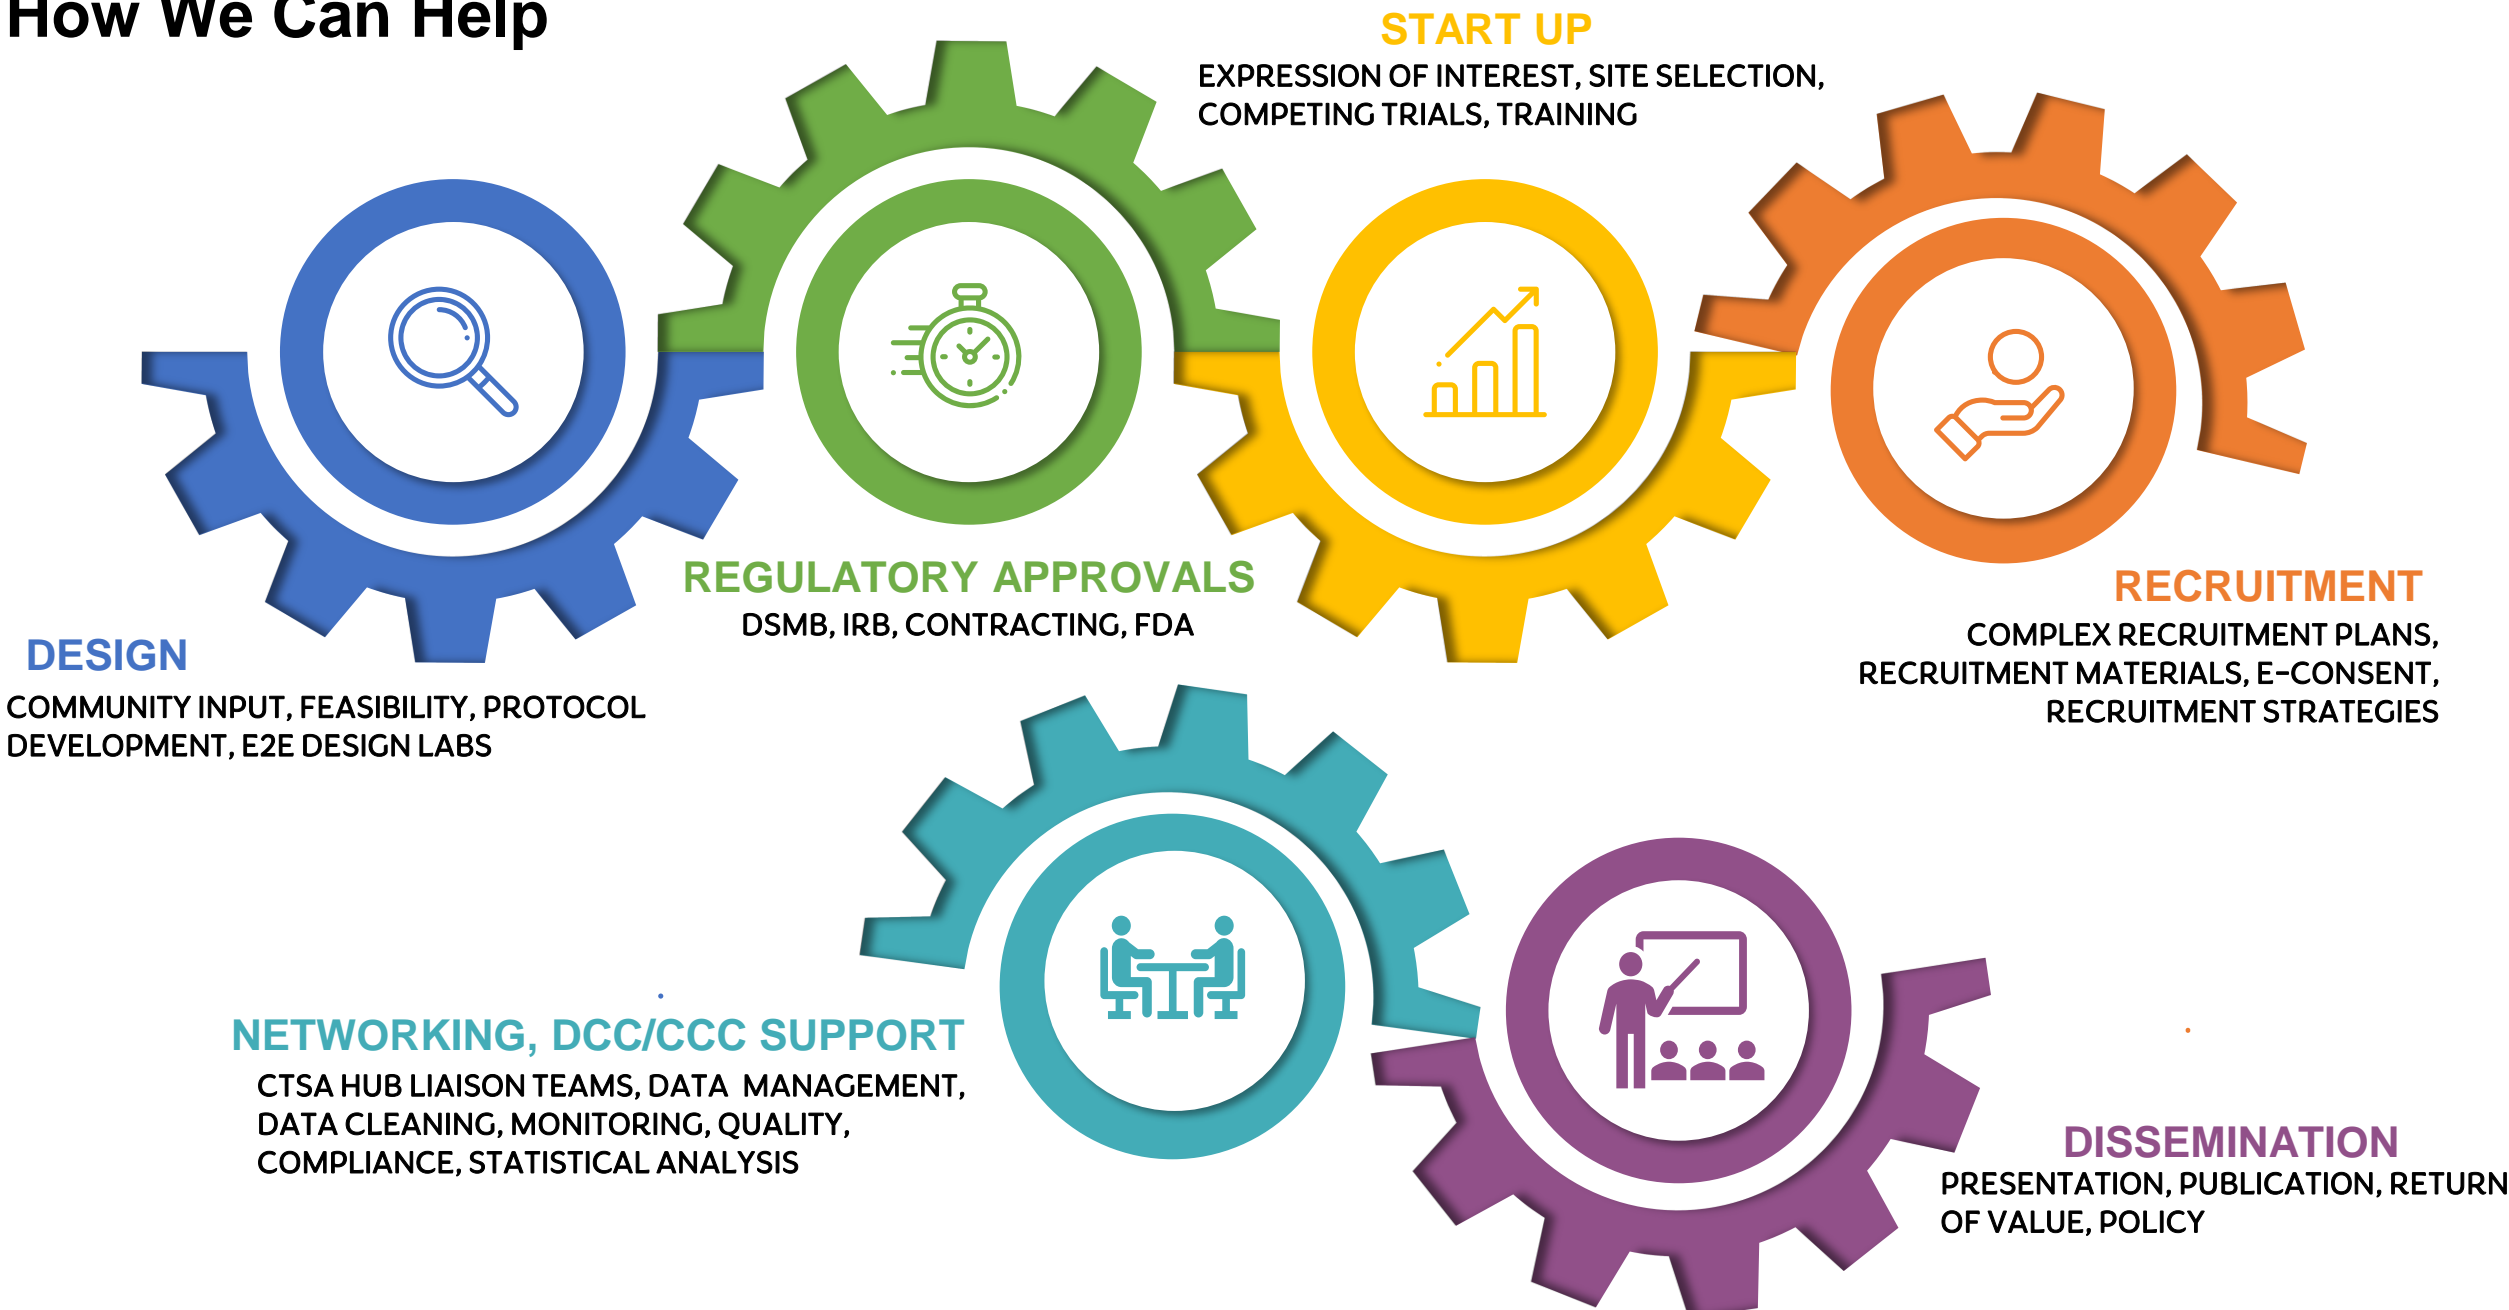 How We Can Help
START UP
EXPRESSION OF INTEREST, SITE SELECTION,
COMPETING TRIALS, TRAINING
REGULATORY APPROVALS
DSMB, IRB, CONTRACTING, FDA
RECRUITMENT
COMPLEX RECRUITMENT PLANS,
RECRUITMENT MATERIALS, E-CONSENT,
RECRUITMENT STRATEGIES
DESIGN
COMMUNITY INPUT, FEASIBILITY, PROTOCOL
DEVELOPMENT, E2E DESIGN LABS
NETWORKING, DCC/CCC SUPPORT
CTSA HUB LIAISON TEAMS, DATA MANAGEMENT,
DATA CLEANING, MONITORING, QUALITY,
COMPLIANCE, STATISTICAL ANALYSIS
DISSEMINATION
PRESENTATION, PUBLICATION, RETURN
OF VALUE, POLICY